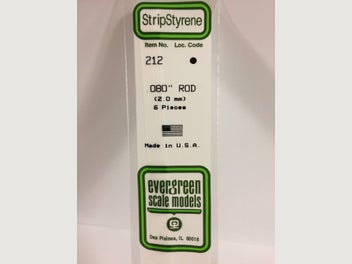 StripStyrene
Item No. Loc. Code
212
.080" ROD
(2.0 mm)
6 Pieces
Made in U.S.A.
evergreen
scale models
Des Plaines, IL 60018